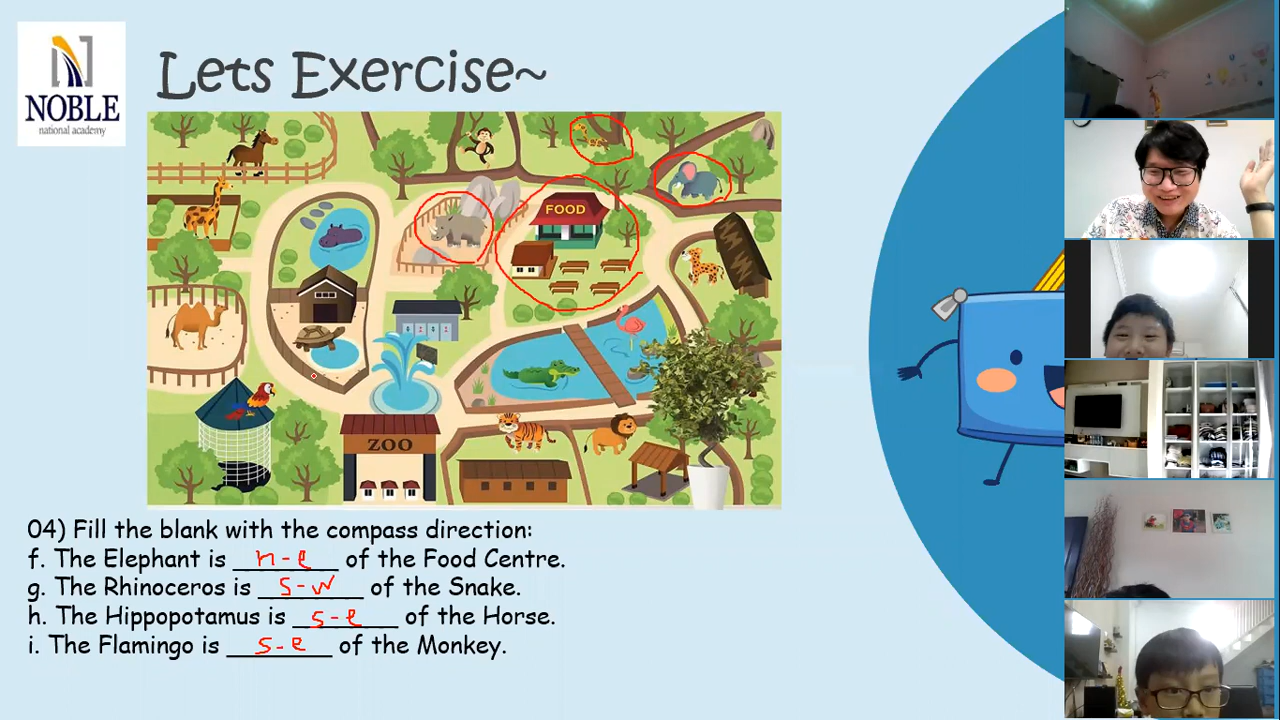 NOBLE
national academy
Lets Exercise~
FOOD
ZOO
04) Fill the blank with the compass direction:
f. The Elephant is n-e of the Food Centre.
g. The Rhinoceros is s-w of the Snake.
h. The Hippopotamus is s-e of the Horse.
i. The Flamingo is s-e of the Monkey.